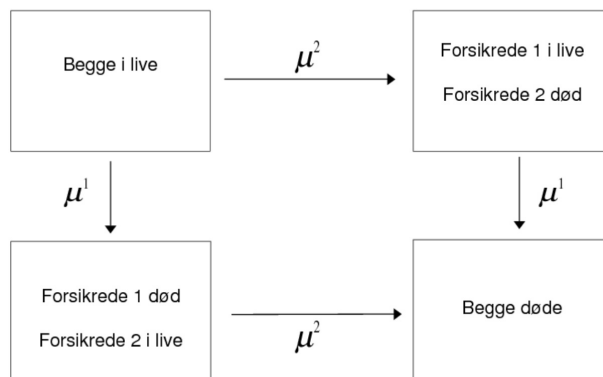 Begge i live
μ²
Forsikrede 1 i live
Forsikrede 2 død
μ¹
μ¹
Forsikrede 1 død
Forsikrede 2 i live
μ²
Begge døde